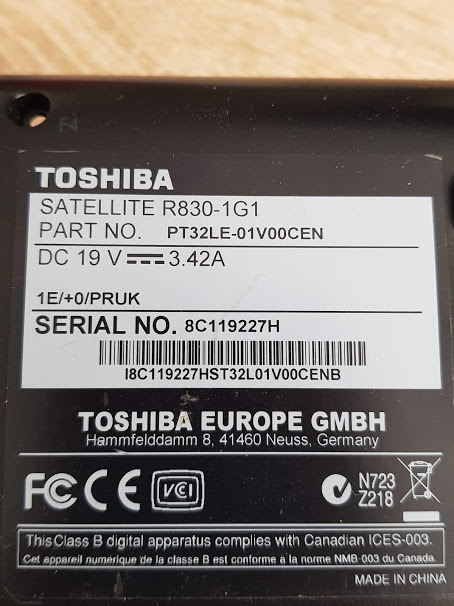 F4
TOSHIBA
SATELLITE R830-1G1
PART NO. PT32LE-01V00CEN
DC 19 V ⎓ 3.42A
1E/+0/PRUK
SERIAL NO. 8C119227H
I8C119227HST32L01V00CENB
TOSHIBA EUROPE GMBH
Hammfelddamm 8, 41460 Neuss, Germany
FC CE VCI N723
Z218
This Class B digital apparatus complies with Canadian ICES-003.
Cet appareil numérique de la classe B est conforme à la norme NMB-003 du Canada.
MADE IN CHINA